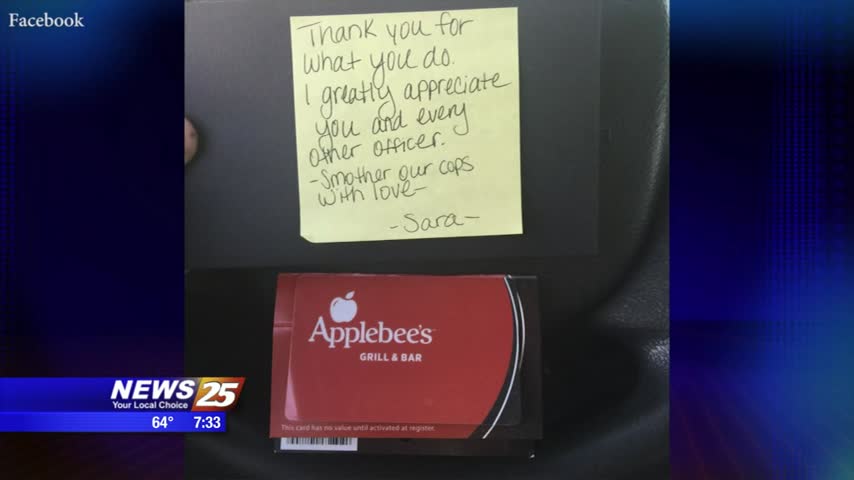 Facebook
Thank you for
what you do.
I greatly appreciate
you and every
other officer.
-Smother our cops
with love-
-Sara-
Applebee's
GRILL & BAR
This card has no value until activated at register.
NEWS 25
Your Local Choice
64° 7:33